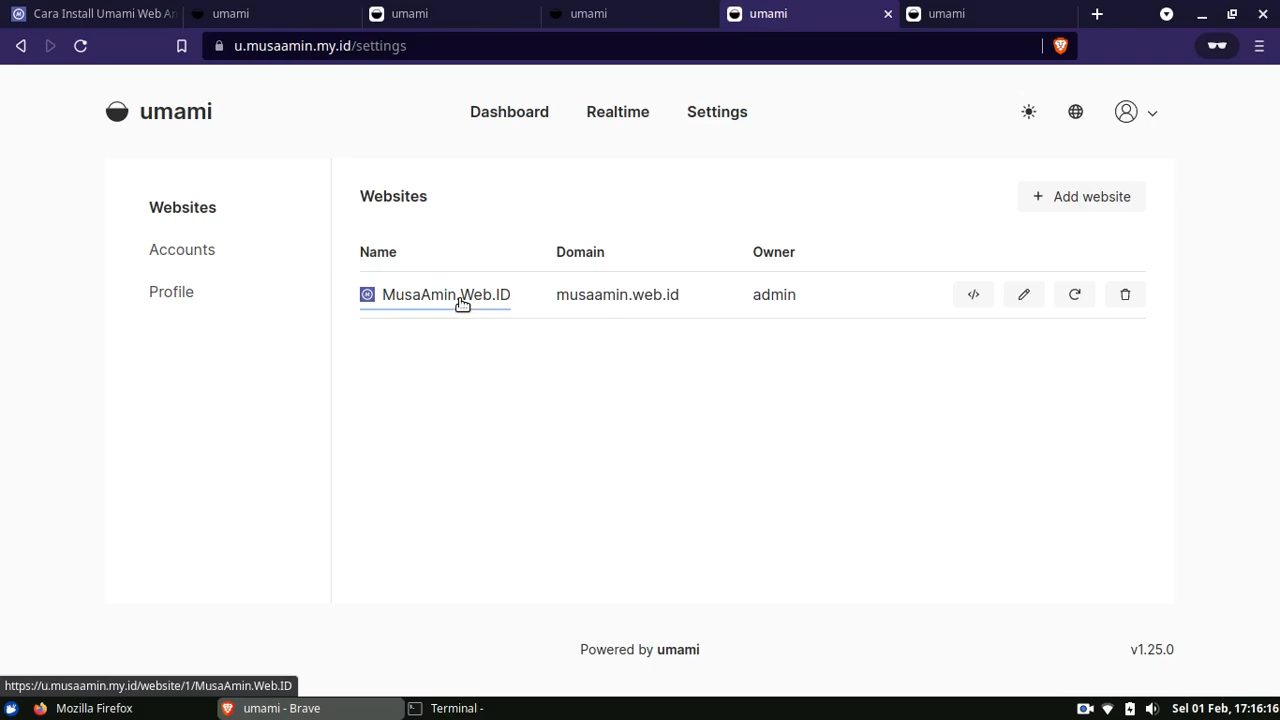 Cara Install Umami Web An
umami
umami
umami
umami
umami
u.musaamin.my.id/settings
umami
Dashboard
Realtime
Settings
Websites
Accounts
Profile
Websites
+ Add website
Name
Domain
Owner
MusaAmin.Web.ID
musaamin.web.id
admin
Powered by umami
v1.25.0
https://u.musaamin.my.id/website/1/MusaAmin.Web.ID
Mozilla Firefox
umami - Brave
Terminal -
Sel 01 Feb, 17:16:16